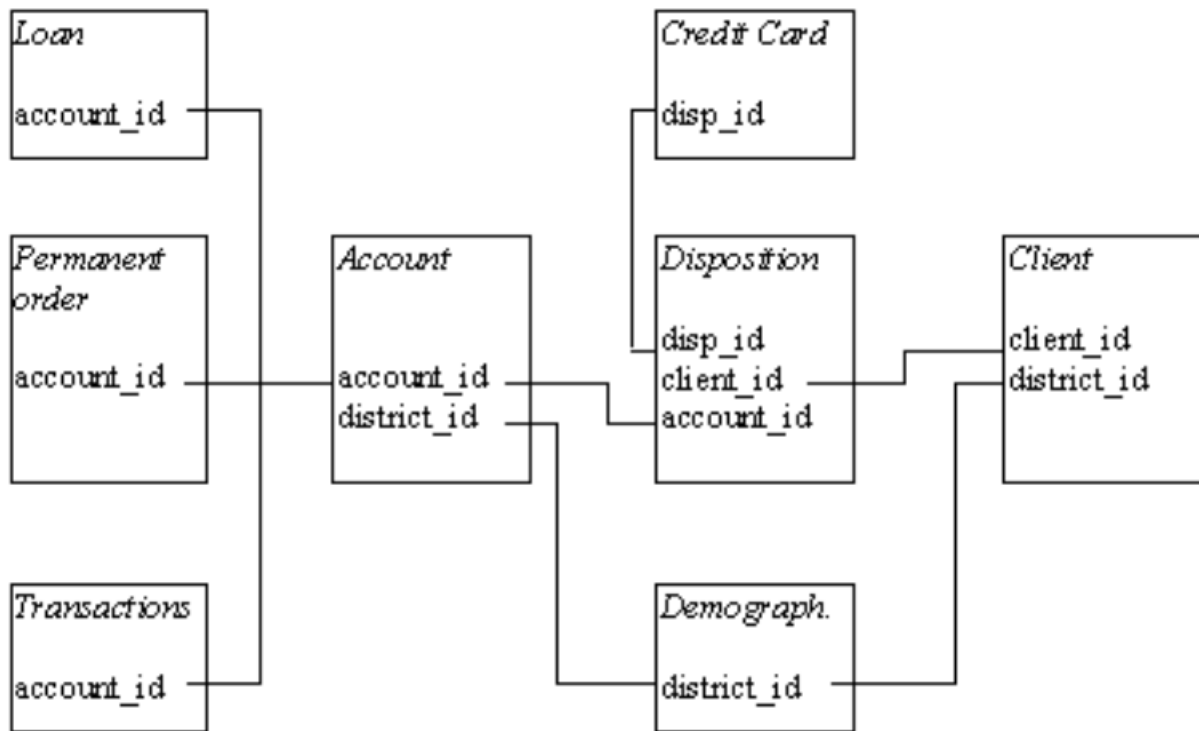 Loan
account_id
Credit Card
disp_id
Permanent
order
account_id
Account
account_id
district_id
Disposition
disp_id
client_id
account_id
Client
client_id
district_id
Transactions
account_id
Demograph.
district_id